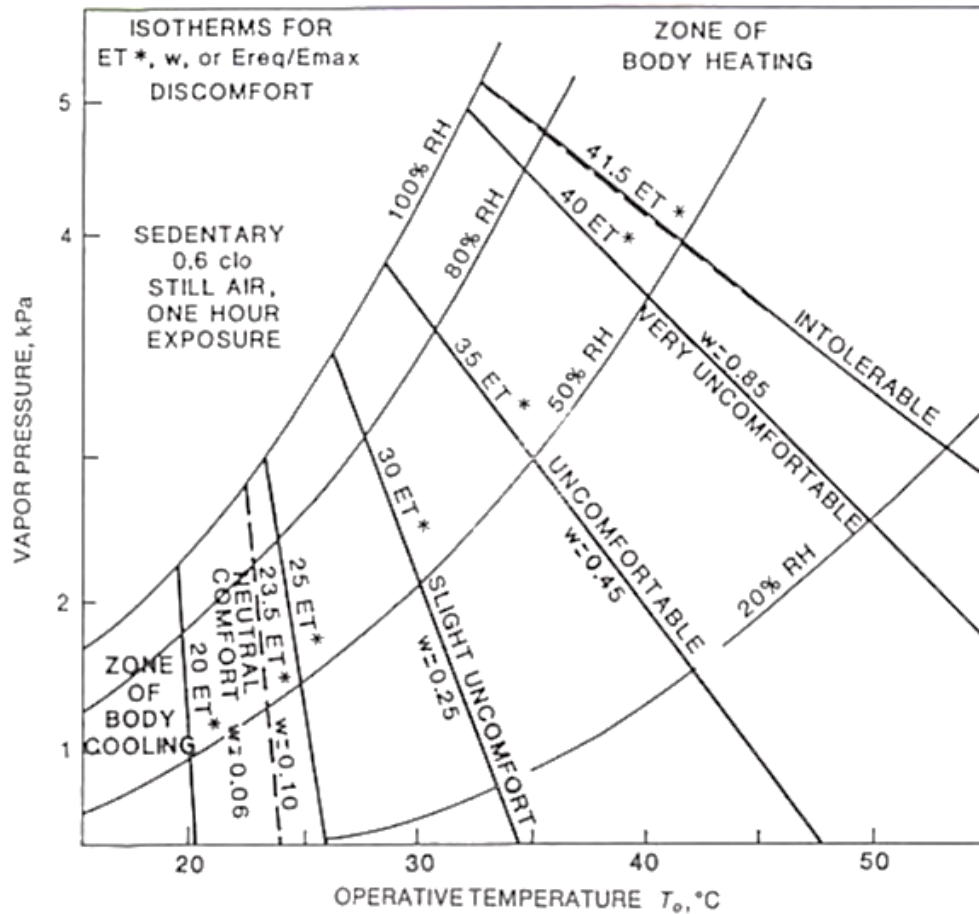 ISOTHERMS FOR
ET*, w, or Ereq/Emax
DISCOMFORT
ZONE OF
BODY HEATING
5
4
2
1
VAPOR PRESSURE, kPa
SEDENTARY
0.6 clo
STILL AIR,
ONE HOUR
EXPOSURE
100% RH
80% RH
50% RH
20% RH
41.5 ET*
INTOLERABLE
40 ET*
w=0.85
VERY UNCOMFORTABLE
35 ET*
UNCOMFORTABLE
w=0.45
30 ET*
SLIGHT UNCOMFORT
w=0.25
25 ET*
23.5 ET*
w=0.10
NEUTRAL
COMFORT
w=0.06
20 ET*
ZONE
OF
BODY
COOLING
20
30
40
50
OPERATIVE TEMPERATURE To, °C